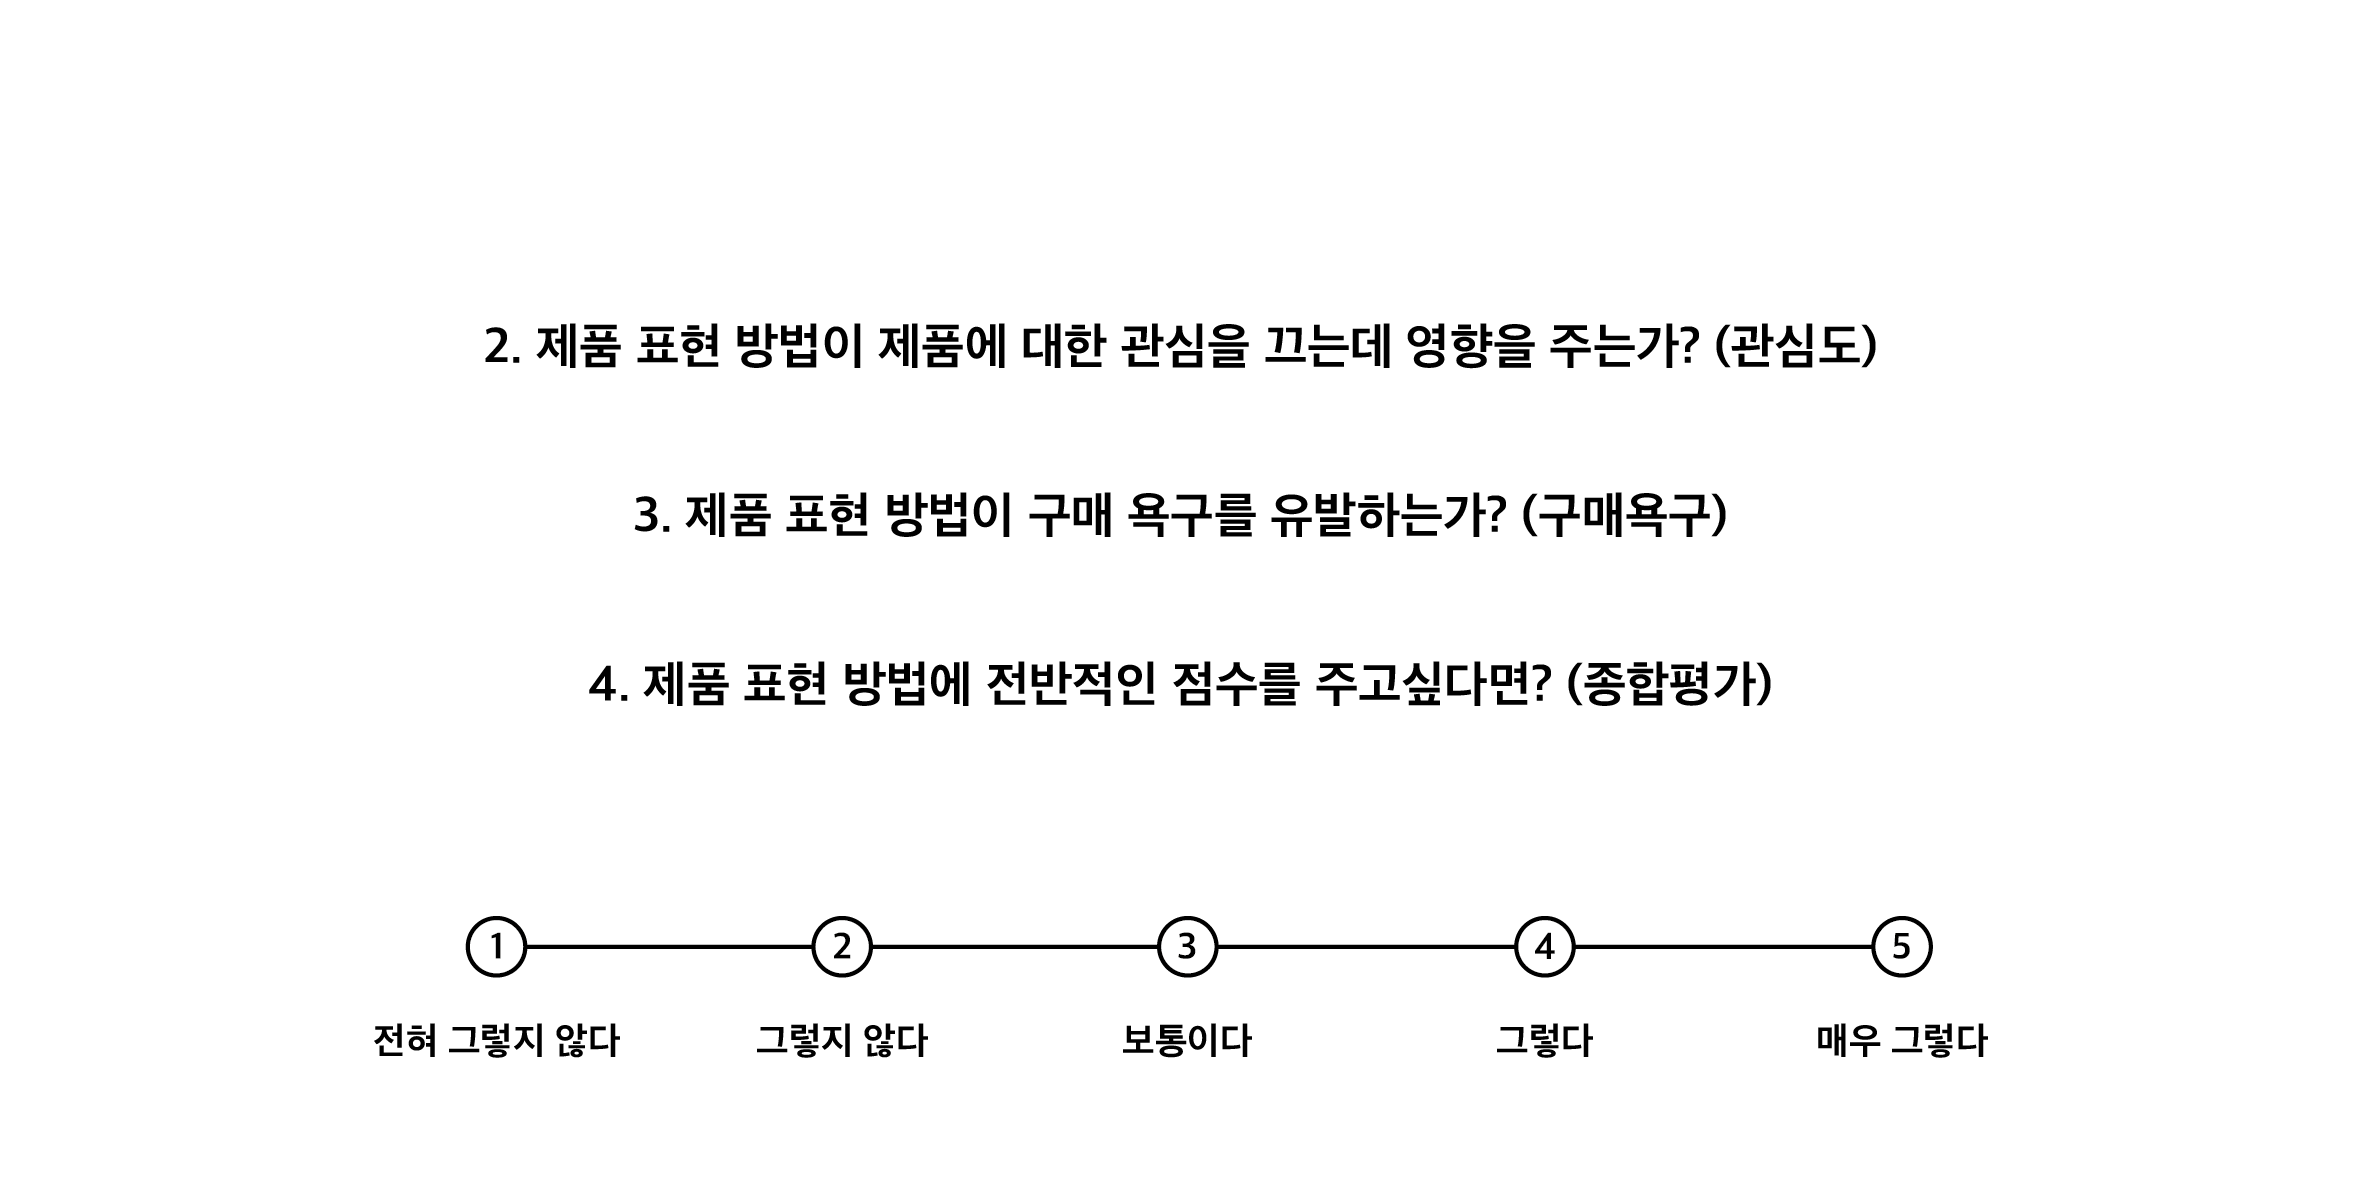 2. 제품 표현 방법이 제품에 대한 관심을 끄는데 영향을 주는가? (관심도)
3. 제품 표현 방법이 구매 욕구를 유발하는가? (구매욕구)
4. 제품 표현 방법에 전반적인 점수를 주고싶다면? (종합평가)
1 2 3 4 5
전혀 그렇지 않다 그렇지 않다 보통이다 그렇다 매우 그렇다